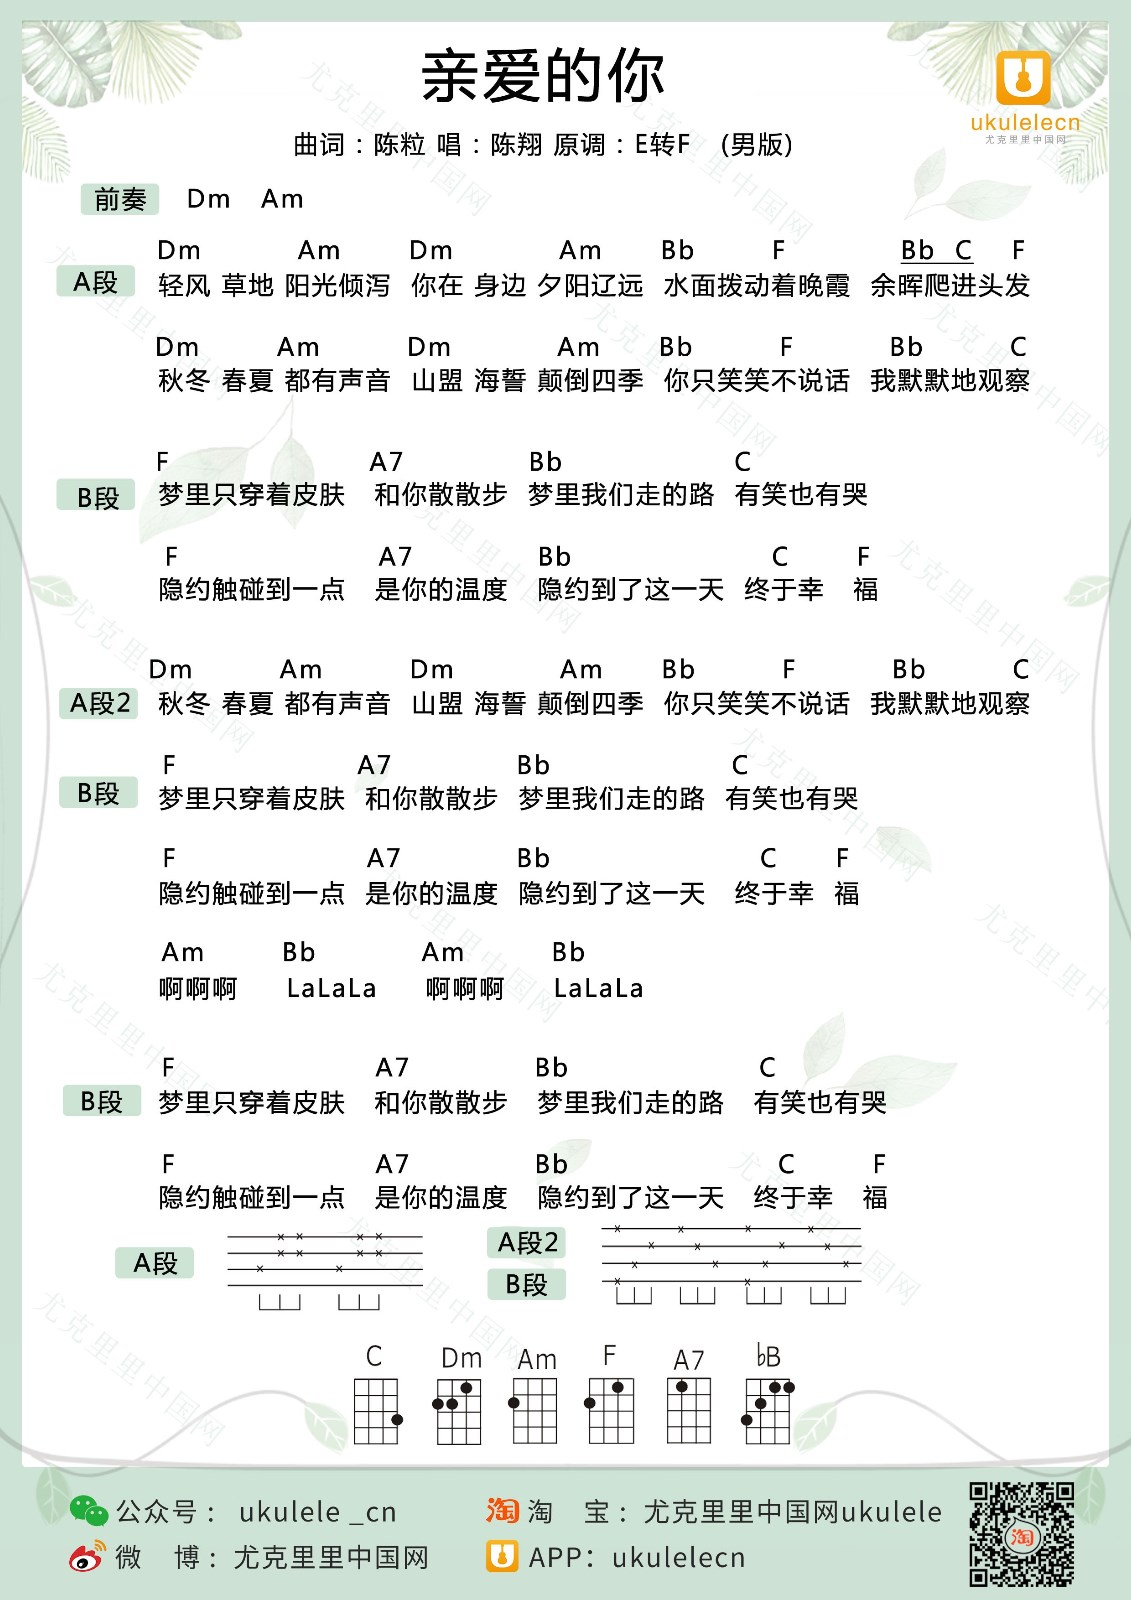 亲爱的你
ukulelecn
尤克里里中国网
曲词：陈粒 唱：陈翔 原调：E转F (男版)
前奏 Dm Am
Dm Am Dm Am Bb F Bb C F
A段 轻风 草地 阳光倾泻 你在 身边 夕阳辽远 水面拨动着晚霞 余晖爬进头发
Dm Am Dm Am Bb F Bb C
秋冬 春夏 都有声音 山盟 海誓 颠倒四季 你只笑笑不说话 我默默地观察
F A7 Bb C
B段 梦里只穿着皮肤 和你散散步 梦里我们走的路 有笑也有哭
F A7 Bb C F
隐约触碰到一点 是你的温度 隐约到了这一天 终于幸 福
Dm Am Dm Am Bb F Bb C
A段2 秋冬 春夏 都有声音 山盟 海誓 颠倒四季 你只笑笑不说话 我默默地观察
F A7 Bb C
B段 梦里只穿着皮肤 和你散散步 梦里我们走的路 有笑也有哭
F A7 Bb C F
隐约触碰到一点 是你的温度 隐约到了这一天 终于幸 福
Am Bb Am Bb
啊啊啊 LaLaLa 啊啊啊 LaLaLa
F A7 Bb C
B段 梦里只穿着皮肤 和你散散步 梦里我们走的路 有笑也有哭
F A7 Bb C F
隐约触碰到一点 是你的温度 隐约到了这一天 终于幸 福
A段 A段2
B段
C Dm Am F A7 ♭B
公众号： ukulele _cn 淘 淘 宝：尤克里里中国网ukulele
微 博：尤克里里中国网 APP：ukulelecn
淘